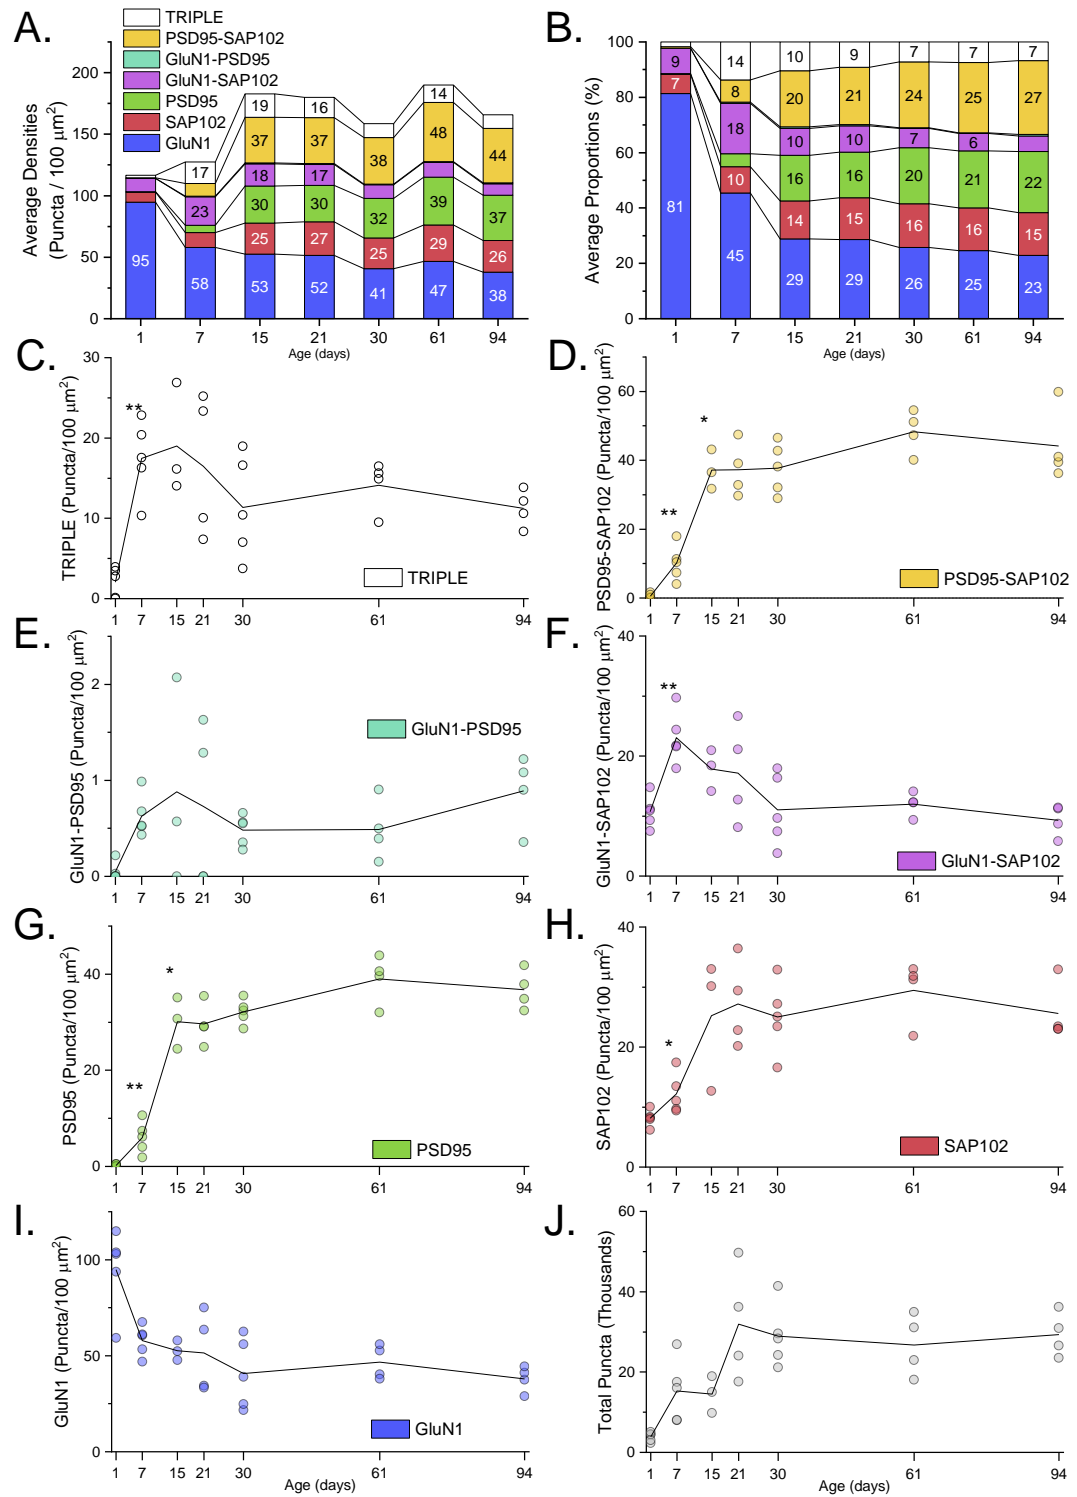 A.
TRIPLE
PSD95-SAP102
GluN1-PSD95
GluN1-SAP102
PSD95
SAP102
GluN1
Average Densities
(Puncta / 100 μm²)
200
150
100
50
0
95
58 23 17
53 25 30 18 37 19
52 27 30 17 37 16
41 25 32 38
47 29 39 48 14
38 26 37 44
1 7 15 21 30 61 94
Age (days)
B.
Average Proportions (%)
100
80
60
40
20
0
81 7 9
45 10 18 8 14
29 14 16 10 20 10
29 15 16 10 21 9
26 16 20 7 24 7
25 16 21 6 25 7
23 15 22 27 7
1 7 15 21 30 61 94
Age (days)
C.
TRIPLE (Puncta/100 μm²)
30
20
10
0
**
TRIPLE
1 7 15 21 30 61 94
D.
PSD95-SAP102 (Puncta/100 μm²)
60
40
20
0
**
*
PSD95-SAP102
1 7 15 21 30 61 94
E.
GluN1-PSD95 (Puncta/100 μm²)
2
1
0
GluN1-PSD95
1 7 15 21 30 61 94
F.
GluN1-SAP102 (Puncta/100 μm²)
40
20
0
**
GluN1-SAP102
1 7 15 21 30 61 94
G.
PSD95 (Puncta/100 μm²)
40
20
0
**
*
PSD95
1 7 15 21 30 61 94
H.
SAP102 (Puncta/100 μm²)
40
20
0
*
SAP102
1 7 15 21 30 61 94
I.
GluN1 (Puncta/100 μm²)
100
50
0
GluN1
1 7 15 21 30 61 94
Age (days)
J.
Total Puncta (Thousands)
60
40
20
0
1 7 15 21 30 61 94
Age (days)